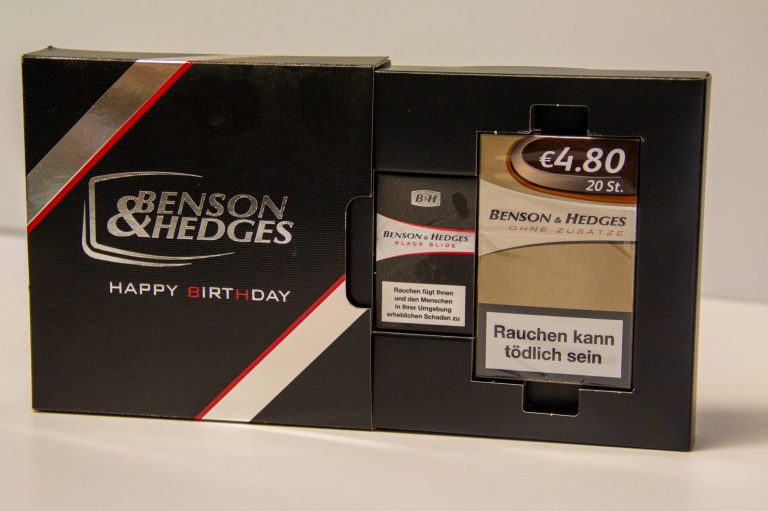 BENSON
&HEDGES
HAPPY BIRTHDAY
B&H
BENSON & HEDGES
BLACK SLIDE
Rauchen fügt Ihnen
und den Menschen
in Ihrer Umgebung
erheblichen Schaden zu
€4.80
20 St.
BENSON & HEDGES
OHNE ZUSÄTZE
Rauchen kann
tödlich sein